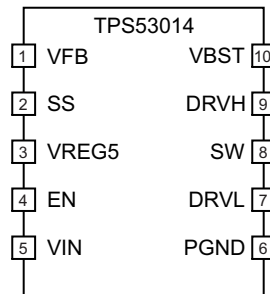 TPS53014
1 VFB VBST 10
2 SS DRVH 9
3 VREG5 SW 8
4 EN DRVL 7
5 VIN PGND 6